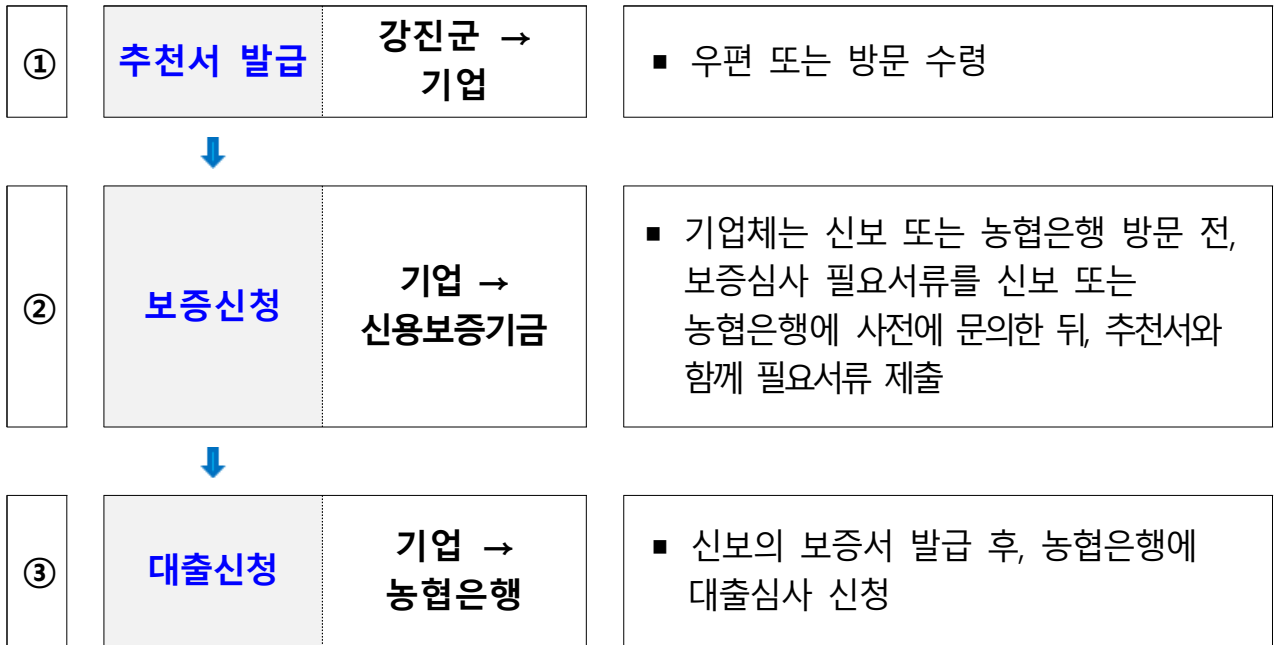 ①
추천서 발급
강진군 →
기업
▪ 우편 또는 방문 수령
②
보증신청
기업 →
신용보증기금
▪ 기업체는 신보 또는 농협은행 방문 전,
보증심사 필요서류를 신보 또는
농협은행에 사전에 문의한 뒤, 추천서와
함께 필요서류 제출
③
대출신청
기업 →
농협은행
▪ 신보의 보증서 발급 후, 농협은행에
대출심사 신청